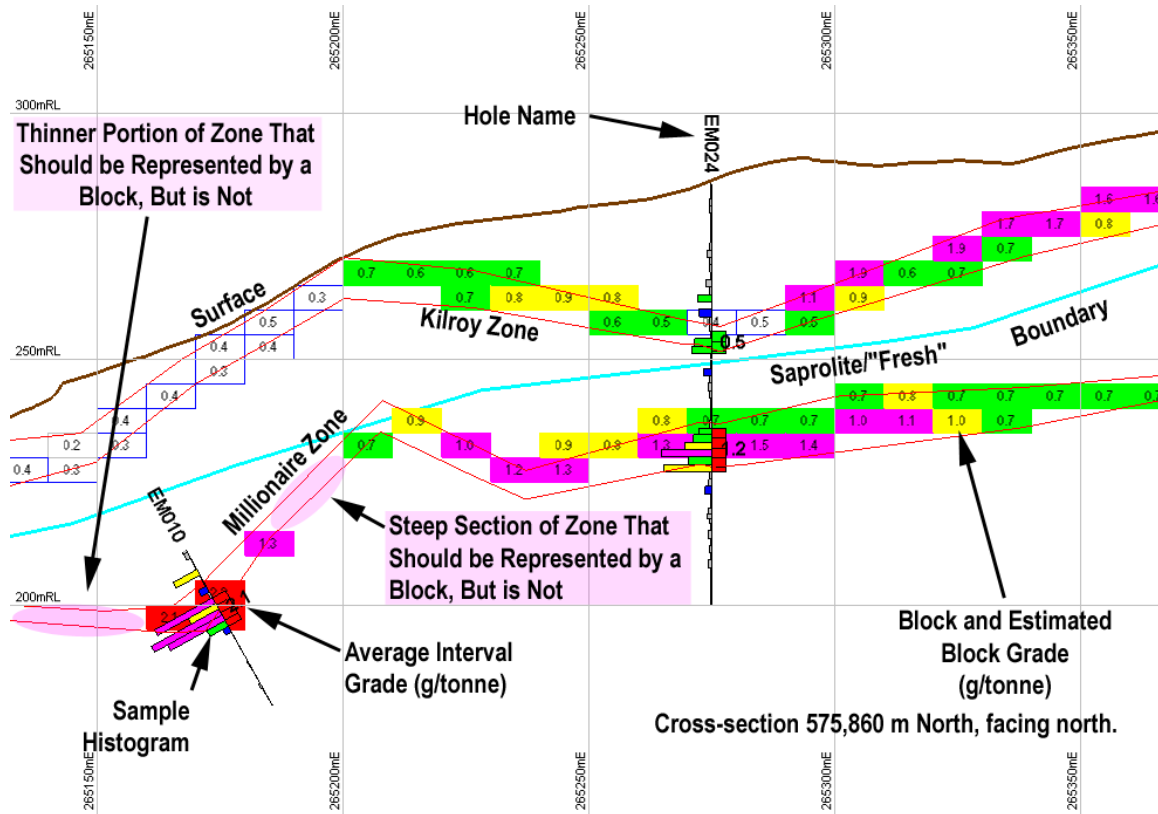 265150mE
265200mE
265250mE
265300mE
265350mE
300mRL
Hole Name
EM024
Thinner Portion of Zone That
Should be Represented by a
Block, But is Not
1.6 1.6
1.7 1.7 0.8
1.9 0.7
0.7 0.6 0.6 0.7 1.9 0.6 0.7
Surface
0.3 0.7 0.8 0.9 0.8 1.1 0.9
Kilroy Zone
0.5 0.6 0.5 0.4 0.5 0.5
0.4 0.4 0.5
250mRL
Saprolite/"Fresh"
Boundary
0.3
0.4 0.7 0.8 0.7 0.7 0.7 0.7 0.7
0.4 0.9 0.8 0.7 0.7 0.7 1.0 1.1 1.0 0.7
0.2 0.3 0.7 1.0 0.9 0.8 1.3 1.2 1.5 1.4
0.4 0.3 1.2 1.3
Millionaire Zone
EM010
Steep Section of Zone That
Should be Represented by a
Block, But is Not
1.3
200mRL
2.1
Block and Estimated
Block Grade
(g/tonne)
Average Interval
Grade (g/tonne)
Sample
Histogram
Cross-section 575,860 m North, facing north.
265150mE
265200mE
265250mE
265300mE
265350mE